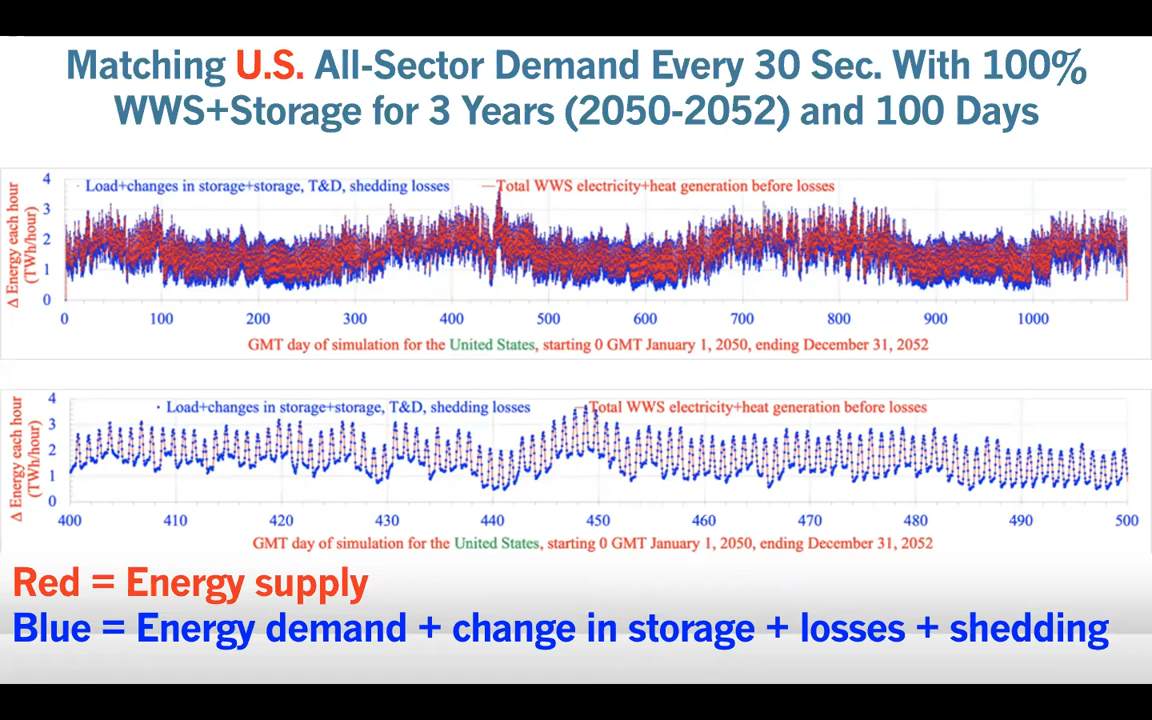 Matching U.S. All-Sector Demand Every 30 Sec. With 100%
WWS+Storage for 3 Years (2050-2052) and 100 Days
Δ Energy each hour
(TWh/hour)
4
3
2
1
0
Load+changes in storage+storage, T&D, shedding losses
Total WWS electricity+heat generation before losses
0 100 200 300 400 500 600 700 800 900 1000
GMT day of simulation for the United States, starting 0 GMT January 1, 2050, ending December 31, 2052
Δ Energy each hour
(TWh/hour)
4
3
2
1
0
Load+changes in storage+storage, T&D, shedding losses
Total WWS electricity+heat generation before losses
400 410 420 430 440 450 460 470 480 490 500
GMT day of simulation for the United States, starting 0 GMT January 1, 2050, ending December 31, 2052
Red = Energy supply
Blue = Energy demand + change in storage + losses + shedding